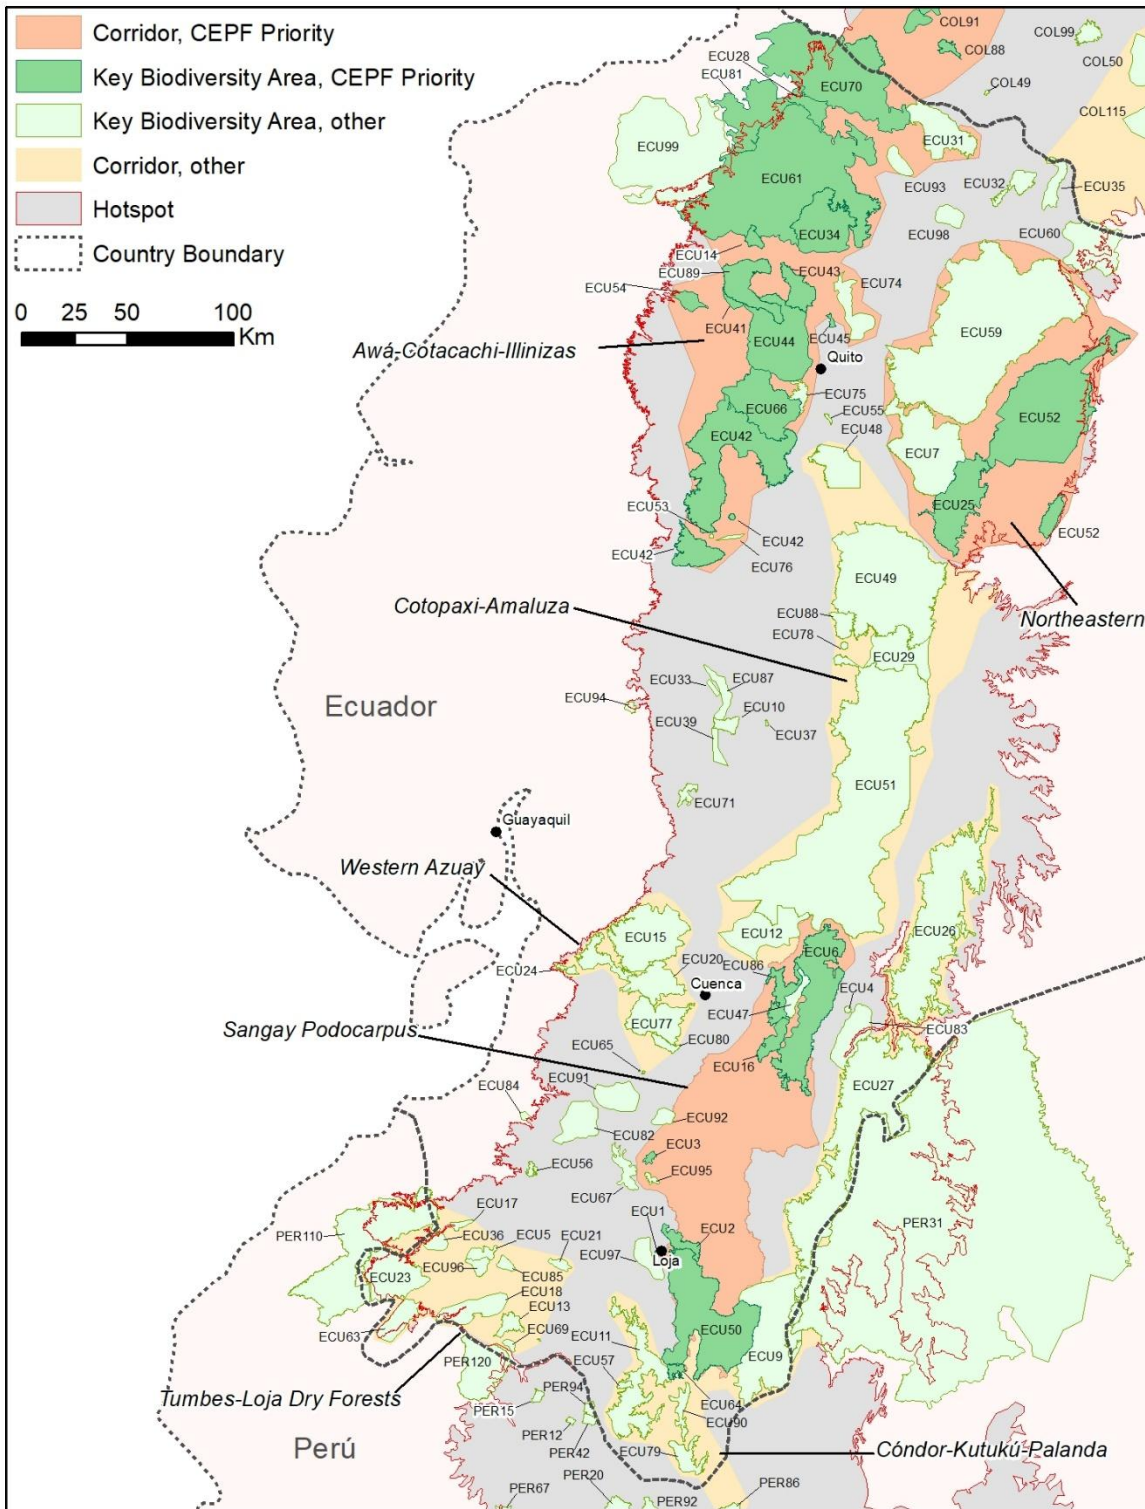 Corridor, CEPF Priority
Key Biodiversity Area, CEPF Priority
Key Biodiversity Area, other
Corridor, other
Hotspot
Country Boundary
0 25 50 100
Km
COL91
COL99
COL88
COL50
COL49
COL115
ECU28
ECU81
ECU70
ECU99
ECU31
ECU61
ECU93
ECU32
ECU35
ECU34
ECU98
ECU60
ECU14
ECU89
ECU43
ECU74
ECU54
ECU41
ECU44
ECU45
ECU59
Awá-Cotacachi-Illinizas
Quito
ECU75
ECU66
ECU55
ECU52
ECU42
ECU48
ECU7
ECU53
ECU25
ECU42
ECU52
ECU42
ECU76
ECU49
Cotopaxi-Amaluza
ECU88
Northeastern
ECU78
ECU29
ECU33
ECU87
Ecuador
ECU94
ECU10
ECU39
ECU37
ECU51
ECU71
Guayaquil
Western Azuay
ECU15
ECU12
ECU26
ECU20
ECU86
ECU6
ECU24
Cuenca
ECU4
ECU47
ECU77
ECU83
Sangay Podocarpus
ECU80
ECU65
ECU16
ECU27
ECU91
ECU84
ECU92
ECU82
ECU3
ECU56
ECU95
ECU67
ECU17
ECU1
PER31
ECU2
PER110
ECU36
ECU5
ECU21
ECU97
Loja
ECU96
ECU23
ECU85
ECU18
ECU13
ECU63
ECU11
ECU69
ECU50
PER120
ECU57
ECU9
Tumbes-Loja Dry Forests
PER94
ECU64
PER15
ECU90
PER12
Perú
PER42
ECU79
Cóndor-Kutukú-Palanda
PER20
PER67
PER92
PER86